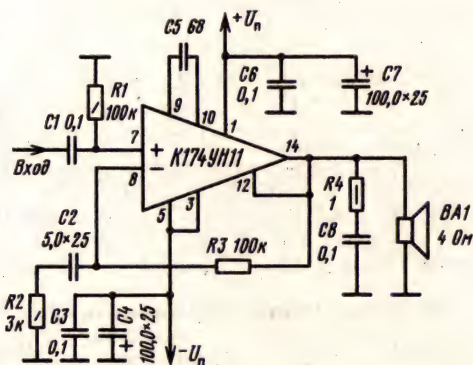 C5 68
+Uп
R1
100к
C1 0,1
Вход
9
10
1
7
8
+
−
К174УН11
5
3
14
12
C6
0,1
+ C7
100,0×25
C2
5,0×25
R3 100к
R4
1
C8
0,1
BA1
4 Ом
R2
3к
C3
0,1
C4
100,0×25
+
−Uп